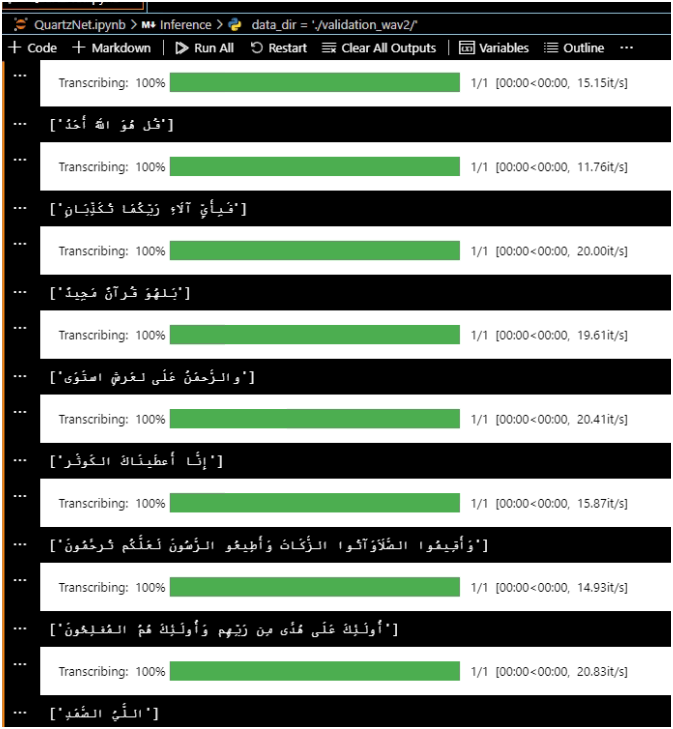 QuartzNet.ipynb > M↓ Inference > data_dir = './validation_wav2/'
+ Code + Markdown | Run All Restart Clear All Outputs | Variables Outline ···
Transcribing: 100% 1/1 [00:00<00:00, 15.15it/s]
['قُل هُوَ اللهُ أَحَدُ']
Transcribing: 100% 1/1 [00:00<00:00, 11.76it/s]
['فَبِأَيِّ آلَاءِ رَبِّكُمَا تُكَذِّبَانِ']
Transcribing: 100% 1/1 [00:00<00:00, 20.00it/s]
['بَلهُوَ قُرآنٌ مَجِيدٌ']
Transcribing: 100% 1/1 [00:00<00:00, 19.61it/s]
['والرَّحمَنُ عَلَى لعَرشِ استَوَى']
Transcribing: 100% 1/1 [00:00<00:00, 20.41it/s]
['إِنَّا أَعطَينَاكَ الكَوثَر']
Transcribing: 100% 1/1 [00:00<00:00, 15.87it/s]
['وَأَقِيمُوا الصَّلَاوَآتُوا الزَّكَاتَ وَأَطِيعُو الرَّسُونَ لَعَلَّكُم تُرحَمُونَ']
Transcribing: 100% 1/1 [00:00<00:00, 14.93it/s]
['أُولَئِكَ عَلَى هُدًى مِن رَبِّهِم وَأُولَئِكَ هُمُ المُفلِحُونَ']
Transcribing: 100% 1/1 [00:00<00:00, 20.83it/s]
['اللَّيُ الصَّمَدِ']